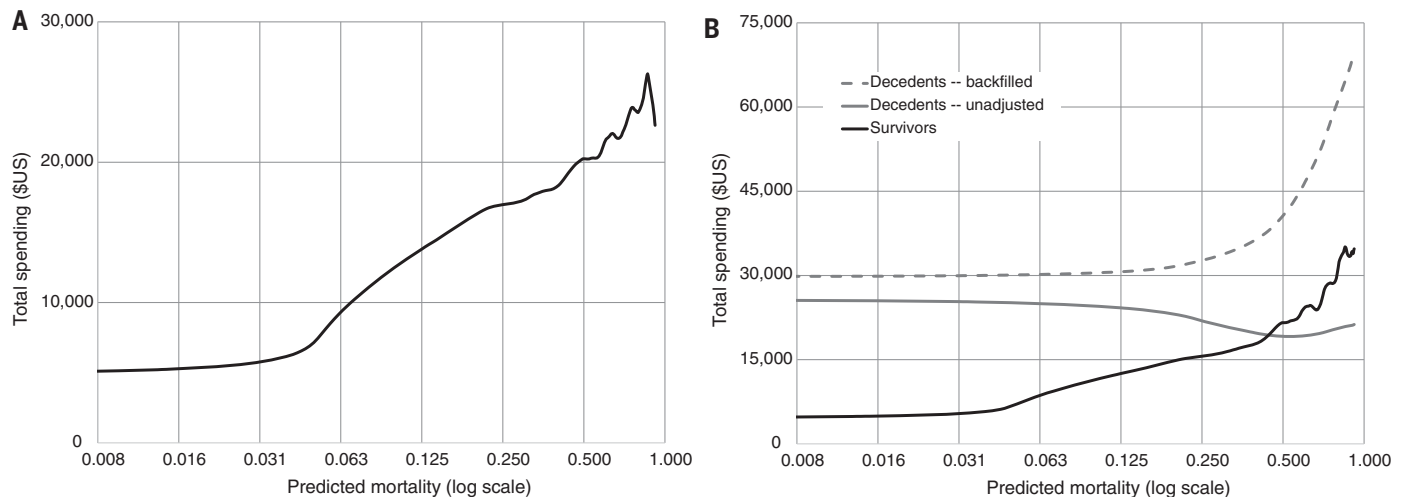 A
30,000
20,000
10,000
0
Total spending ($US)
0.008 0.016 0.031 0.063 0.125 0.250 0.500 1.000
Predicted mortality (log scale)
B
75,000
60,000
45,000
30,000
15,000
0
Total spending ($US)
Decedents -- backfilled
Decedents -- unadjusted
Survivors
0.008 0.016 0.031 0.063 0.125 0.250 0.500 1.000
Predicted mortality (log scale)